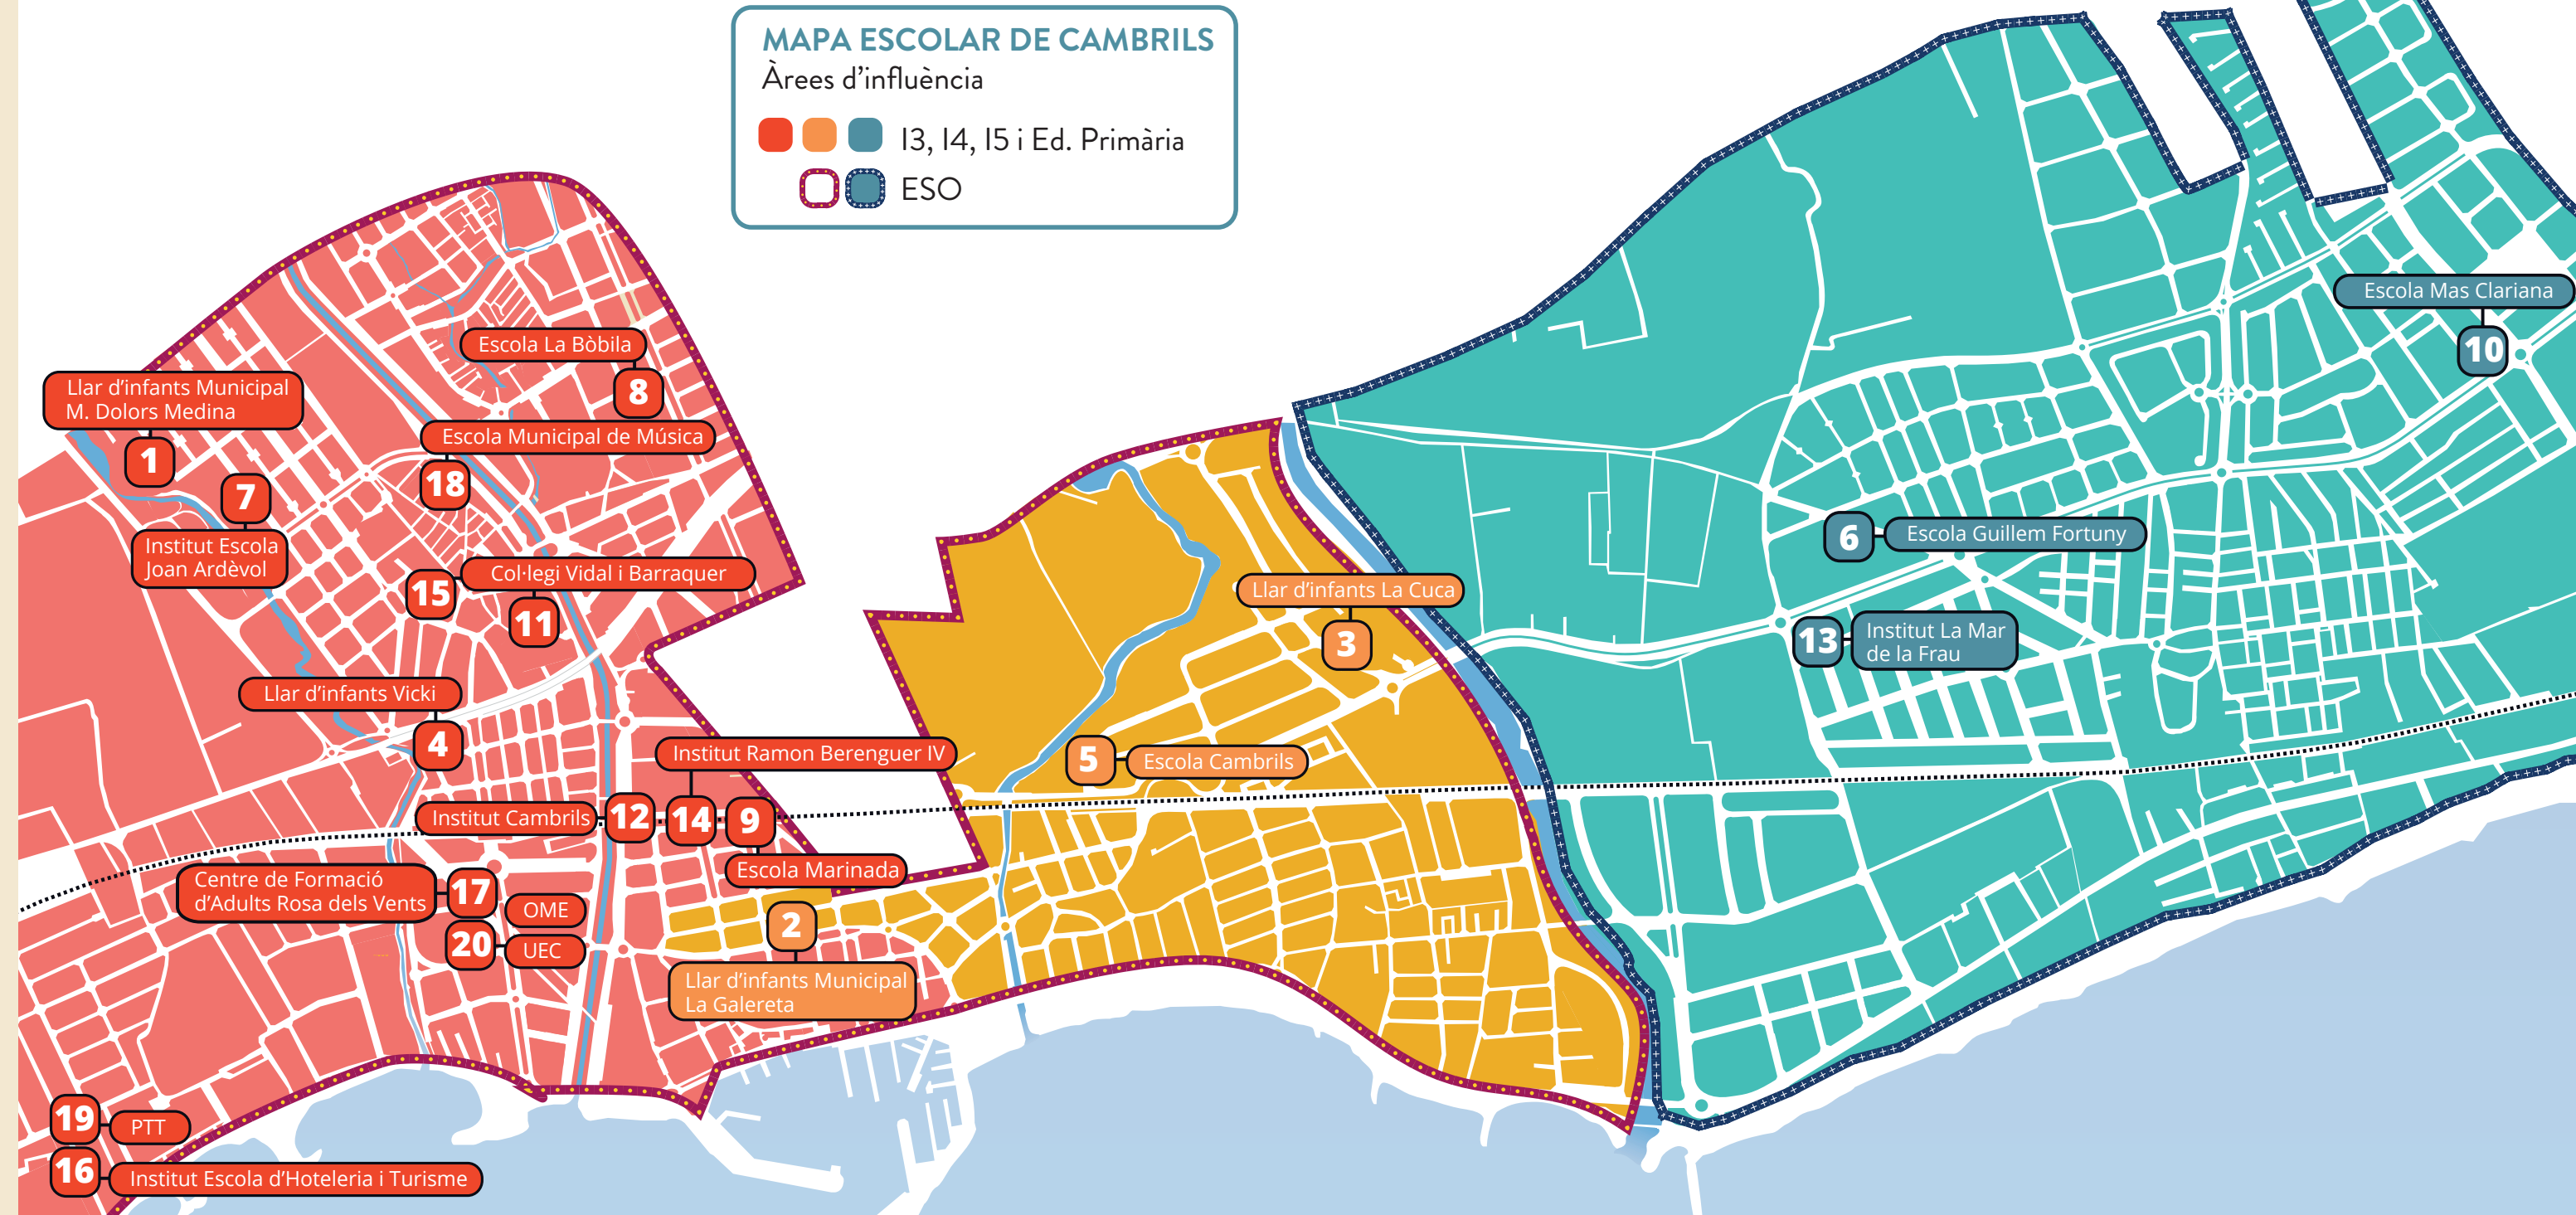 MAPA ESCOLAR DE CAMBRILS
Àrees d'influència
I3, I4, I5 i Ed. Primària
ESO
Escola Mas Clariana
10
Escola La Bòbila
8
Llar d'infants Municipal
M. Dolors Medina
1
Escola Municipal de Música
18
7
Institut Escola
Joan Ardèvol
6
Escola Guillem Fortuny
15
Col·legi Vidal i Barraquer
11
Llar d'infants La Cuca
3
13
Institut La Mar
de la Frau
Llar d'infants Vicki
4
Institut Ramon Berenguer IV
5
Escola Cambrils
Institut Cambrils
12
14
9
Escola Marinada
Centre de Formació
d'Adults Rosa dels Vents
17
OME
20
UEC
2
Llar d'infants Municipal
La Galereta
19
PTT
16
Institut Escola d'Hoteleria i Turisme